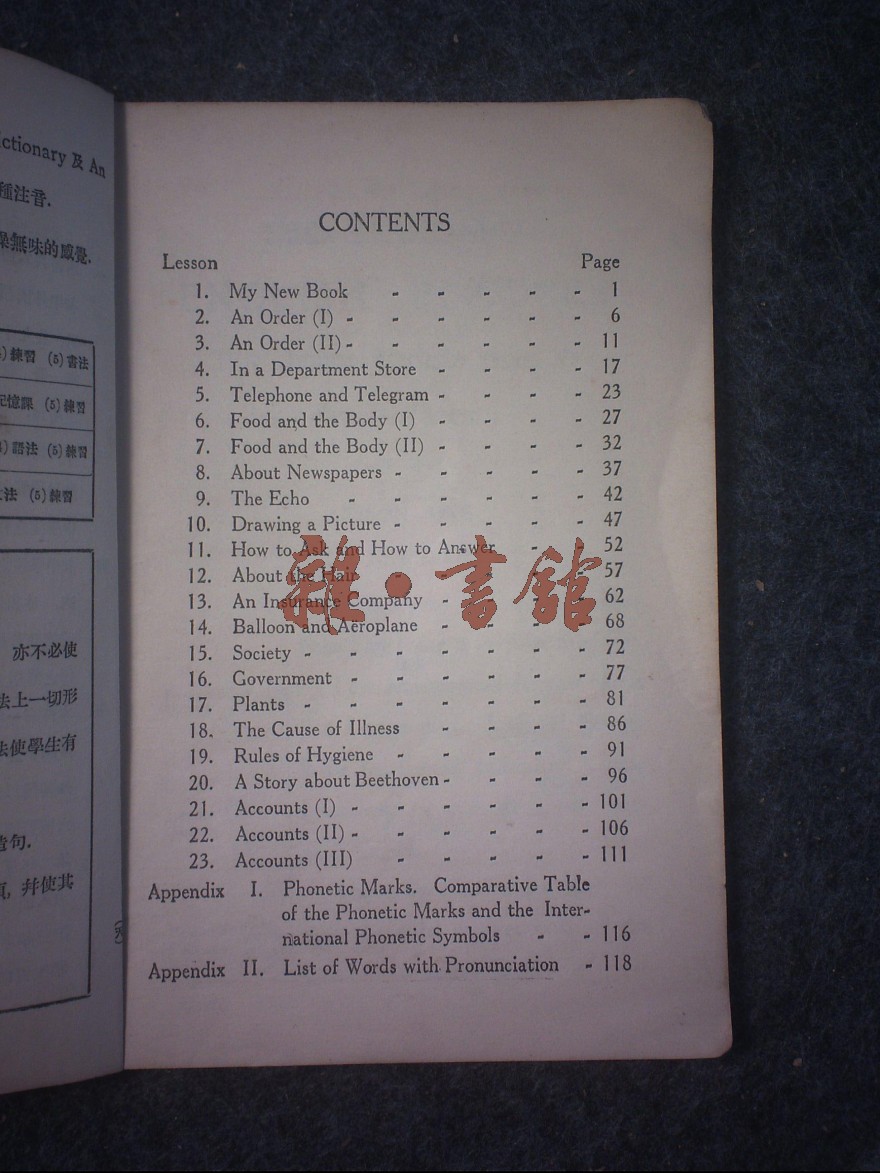 ctionary 及 An
種注音.
燥無味的感覺.
練習 (5) 書法
記憶課 (5) 練習
語法 (5) 練習
法 (5) 練習
亦不必使
法上一切形
法使學生有
造句.
幷使其
CONTENTS
Lesson Page
1. My New Book - - - - - 1
2. An Order (I) - - - - - - 6
3. An Order (II) - - - - - - 11
4. In a Department Store - - - - 17
5. Telephone and Telegram - - - - 23
6. Food and the Body (I) - - - - 27
7. Food and the Body (II) - - - - 32
8. About Newspapers - - - - - 37
9. The Echo - - - - - - 42
10. Drawing a Picture - - - - - 47
11. How to Ask and How to Answer - - 52
12. About the Hair - - - - - 57
13. An Insurance Company - - - - 62
14. Balloon and Aeroplane - - - - 68
15. Society - - - - - - - 72
16. Government - - - - - - 77
17. Plants - - - - - - - 81
18. The Cause of Illness - - - - 86
19. Rules of Hygiene - - - - - 91
20. A Story about Beethoven - - - - 96
21. Accounts (I) - - - - - - 101
22. Accounts (II) - - - - - - 106
23. Accounts (III) - - - - - 111
Appendix I. Phonetic Marks. Comparative Table
of the Phonetic Marks and the Inter-
national Phonetic Symbols - - 116
Appendix II. List of Words with Pronunciation - 118
雜·書館